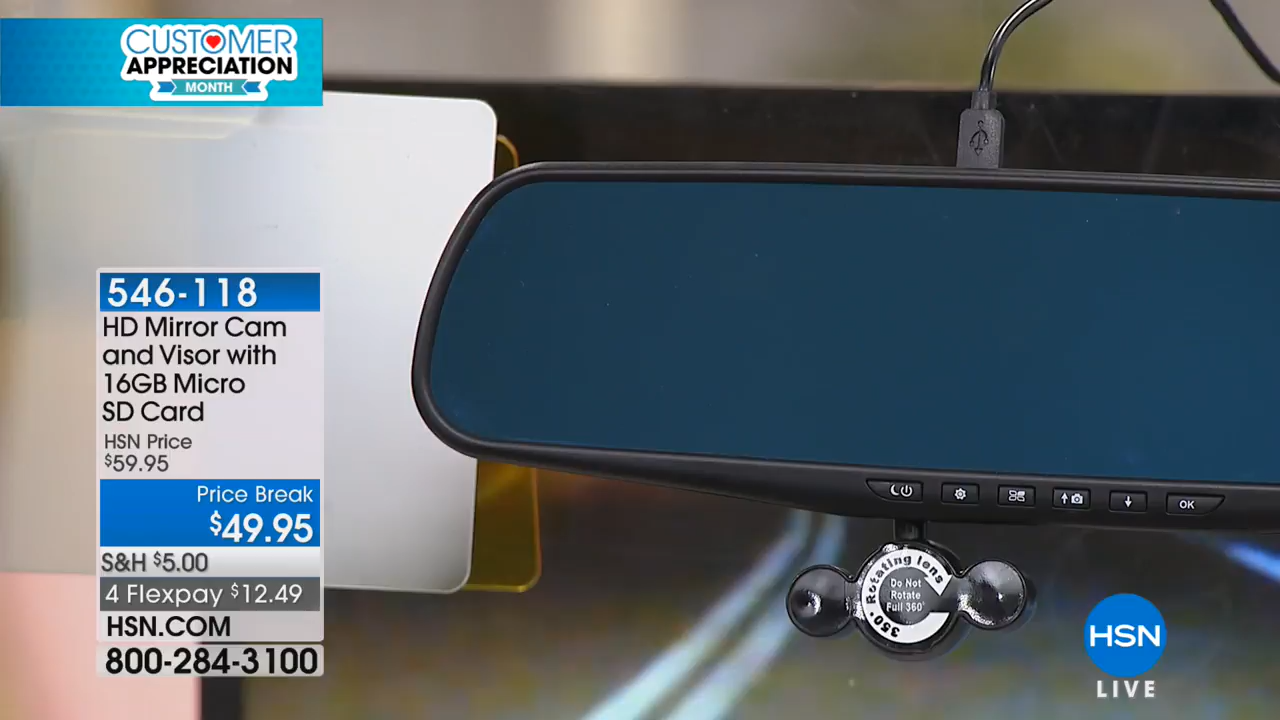 CUSTOMER
APPRECIATION
MONTH
546-118
HD Mirror Cam
and Visor with
16GB Micro
SD Card
HSN Price
$59.95
Price Break
$49.95
S&H $5.00
4 Flexpay $12.49
HSN.COM
800-284-3100
OK
Rotating lens
Do Not
Rotate
Full 360°
350°
HSN
LIVE